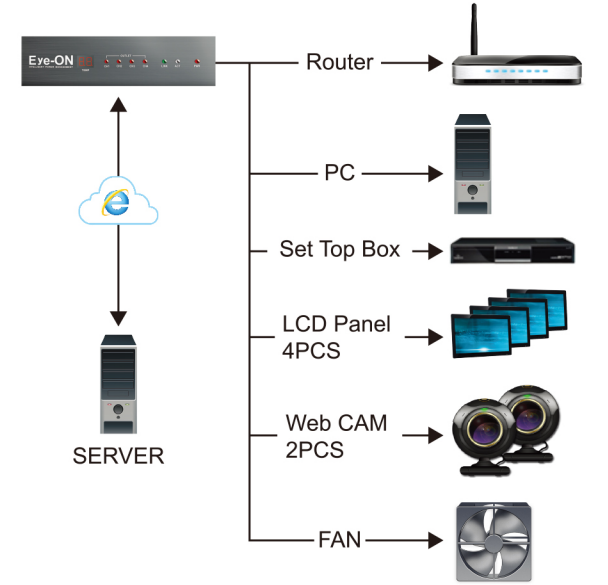 Eye-ON
Router
PC
Set Top Box
LCD Panel
4PCS
Web CAM
2PCS
FAN
SERVER